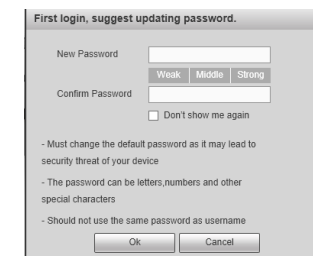 First login, suggest updating password.
New Password
Weak Middle Strong
Confirm Password
Don't show me again
- Must change the default password as it may lead to
security threat of your device
- The password can be letters,numbers and other
special characters
- Should not use the same password as username
Ok Cancel